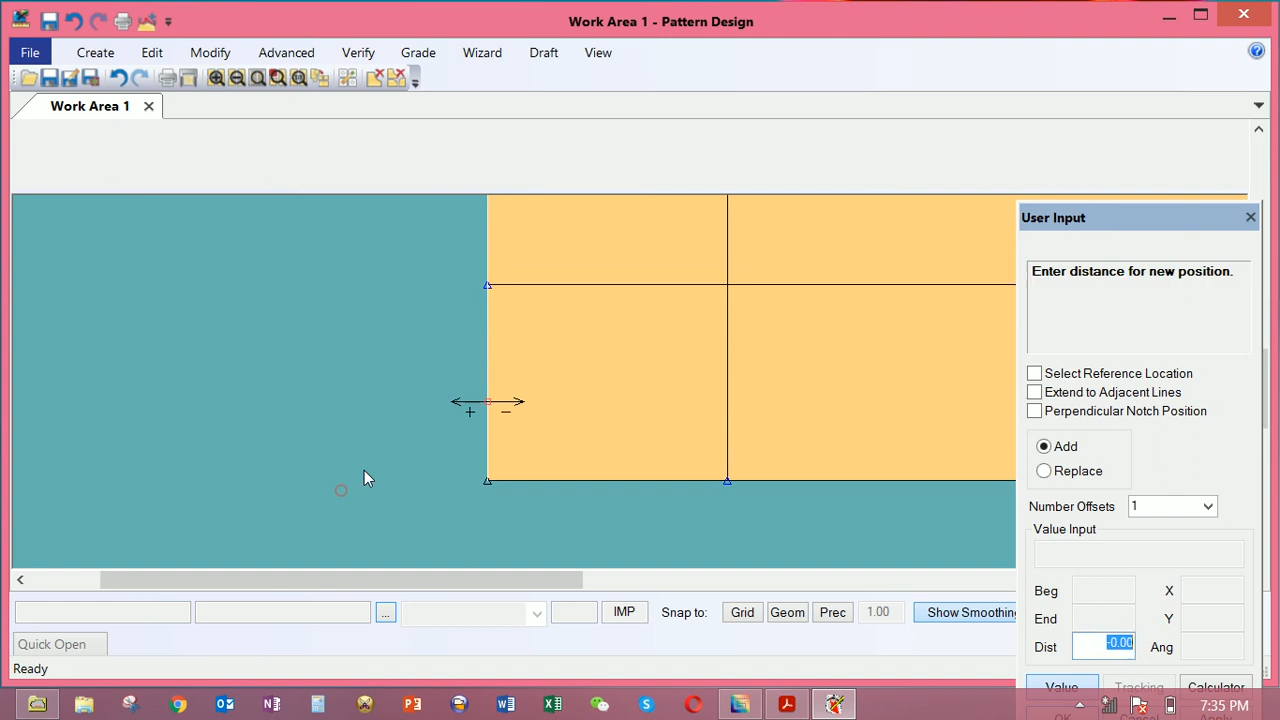 Work Area 1 - Pattern Design
File Create Edit Modify Advanced Verify Grade Wizard Draft View
Work Area 1
User Input
Enter distance for new position.
Select Reference Location
Extend to Adjacent Lines
Perpendicular Notch Position
+ −
Add
Replace
Number Offsets 1
Value Input
Beg X
End Y
Dist -0.00 Ang
... IMP Snap to: Grid Geom Prec 1.00 Show Smoothing
Quick Open
Ready
Value Tracking Calculator
OK Cancel Apply
7:35 PM